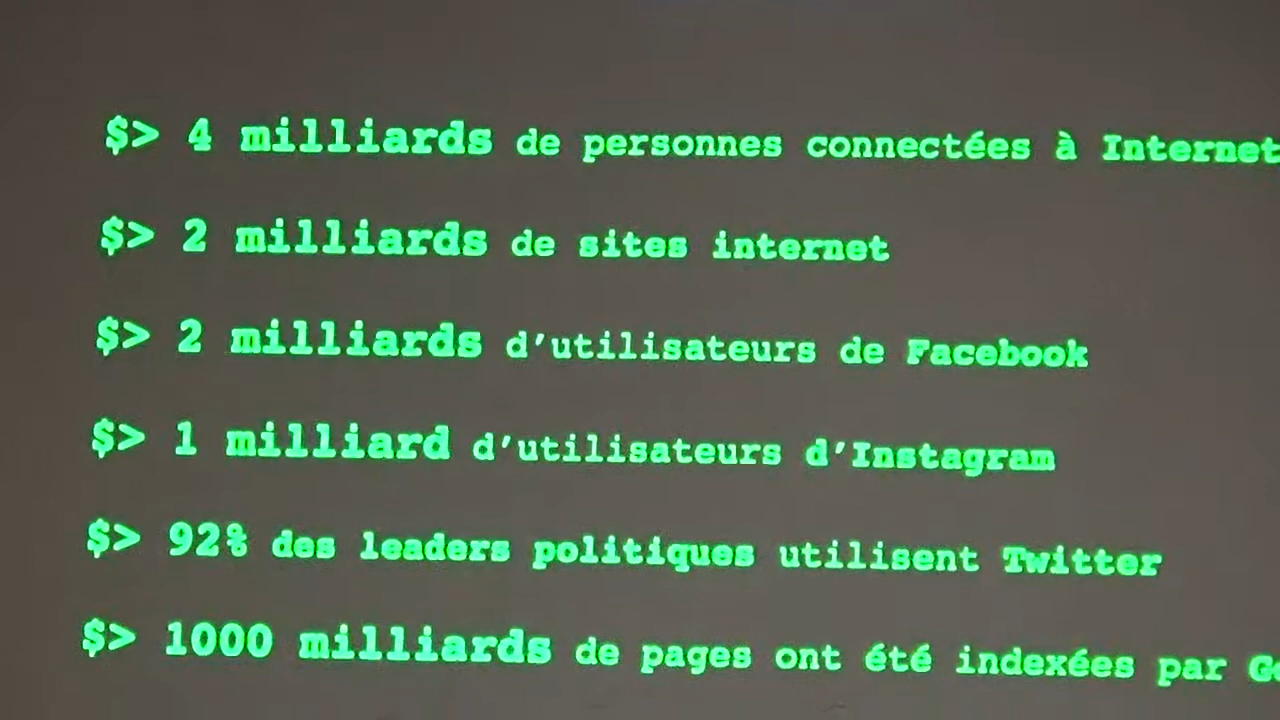 $> 4 milliards de personnes connectées à Internet
$> 2 milliards de sites internet
$> 2 milliards d'utilisateurs de Facebook
$> 1 milliard d'utilisateurs d'Instagram
$> 92% des leaders politiques utilisent Twitter
$> 1000 milliards de pages ont été indexées par